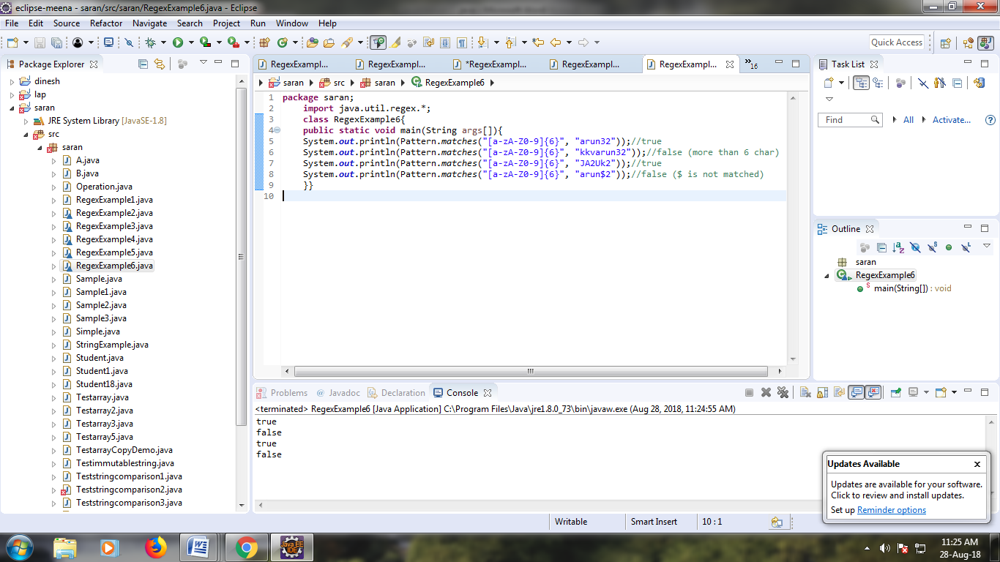 eclipse-meena - saran/src/saran/RegexExample6.java - Eclipse
File Edit Source Refactor Navigate Search Project Run Window Help
Quick Access
Package Explorer
dinesh
lap
saran
JRE System Library [JavaSE-1.8]
src
saran
A.java
B.java
Operation.java
RegexExample1.java
RegexExample2.java
RegexExample3.java
RegexExample4.java
RegexExample5.java
RegexExample6.java
Sample.java
Sample1.java
Sample2.java
Sample3.java
Simple.java
StringExample.java
Student.java
Student1.java
Student18.java
Testarray.java
Testarray2.java
Testarray3.java
Testarray5.java
TestarrayCopyDemo.java
Testimmutablestring.java
Teststringcomparison1.java
Teststringcomparison2.java
Teststringcomparison3.java
RegexExampl... RegexExampl... *RegexExampl... RegexExampl... RegexExampl... »16
saran src saran RegexExample6
1 package saran;
2 import java.util.regex.*;
3 class RegexExample6{
4 public static void main(String args[]){
5 System.out.println(Pattern.matches("[a-zA-Z0-9]{6}", "arun32"));//true
6 System.out.println(Pattern.matches("[a-zA-Z0-9]{6}", "kkvarun32"));//false (more than 6 char)
7 System.out.println(Pattern.matches("[a-zA-Z0-9]{6}", "JA2Uk2"));//true
8 System.out.println(Pattern.matches("[a-zA-Z0-9]{6}", "arun$2"));//false ($ is not matched)
9 }}
10
Task List
Find All Activate...
Outline
saran
RegexExample6
main(String[]) : void
Problems @ Javadoc Declaration Console
<terminated> RegexExample6 [Java Application] C:\Program Files\Java\jre1.8.0_73\bin\javaw.exe (Aug 28, 2018, 11:24:55 AM)
true
false
true
false
Updates Available
Updates are available for your software.
Click to review and install updates.
Set up Reminder options
Writable Smart Insert 10 : 1
Java EE
IDE
11:25 AM
28-Aug-18